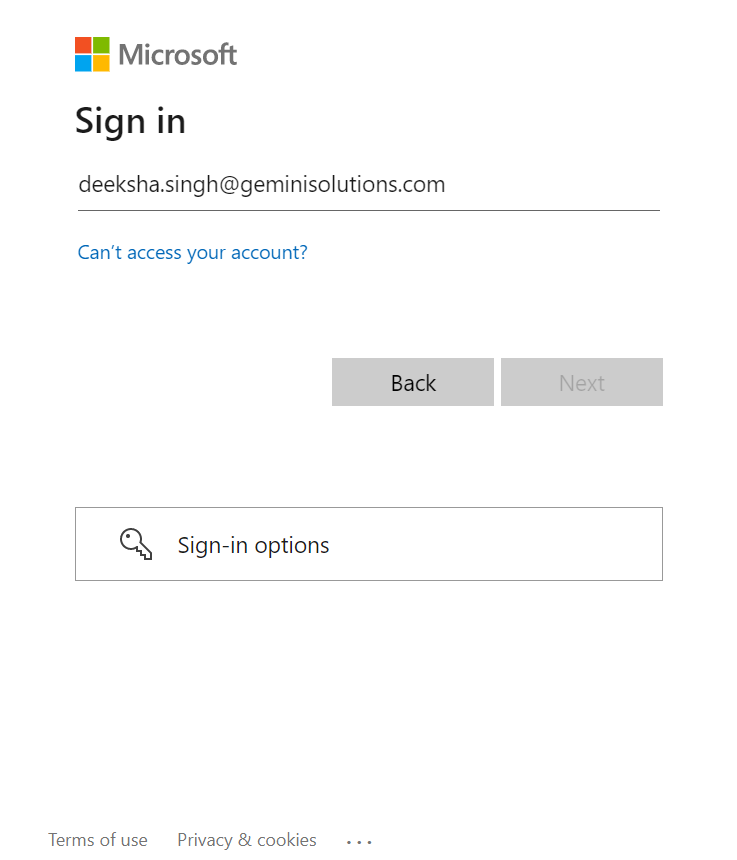 Microsoft
Sign in
deeksha.singh@geminisolutions.com
Can't access your account?
Back Next
Sign-in options
Terms of use Privacy & cookies ...